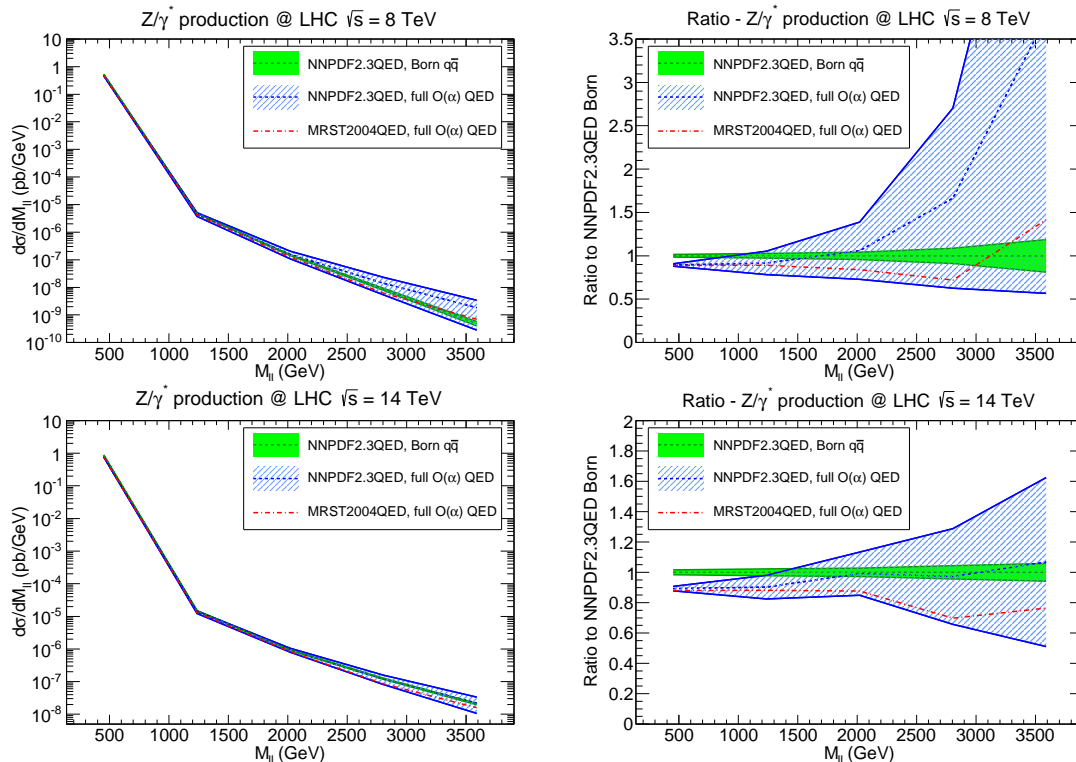 Z/γ* production @ LHC √s = 8 TeV
dσ/dM_ll (pb/GeV)
1
10^-1
10^-2
10^-3
10^-4
10^-5
10^-6
10^-7
10^-8
10^-9
10^-10
NNPDF2.3QED, Born qq̅
NNPDF2.3QED, full O(α) QED
MRST2004QED, full O(α) QED
500 1000 1500 2000 2500 3000 3500
M_ll (GeV)
Ratio - Z/γ* production @ LHC √s = 8 TeV
Ratio to NNPDF2.3QED Born
3.5
3
2.5
2
1.5
1
0.5
0
NNPDF2.3QED, Born qq̅
NNPDF2.3QED, full O(α) QED
MRST2004QED, full O(α) QED
500 1000 1500 2000 2500 3000 3500
M_ll (GeV)
Z/γ* production @ LHC √s = 14 TeV
dσ/dM_ll (pb/GeV)
10
1
10^-1
10^-2
10^-3
10^-4
10^-5
10^-6
10^-7
10^-8
NNPDF2.3QED, Born qq̅
NNPDF2.3QED, full O(α) QED
MRST2004QED, full O(α) QED
500 1000 1500 2000 2500 3000 3500
M_ll (GeV)
Ratio - Z/γ* production @ LHC √s = 14 TeV
Ratio to NNPDF2.3QED Born
2
1.8
1.6
1.4
1.2
1
0.8
0.6
0.4
0.2
0
NNPDF2.3QED, Born qq̅
NNPDF2.3QED, full O(α) QED
MRST2004QED, full O(α) QED
500 1000 1500 2000 2500 3000 3500
M_ll (GeV)